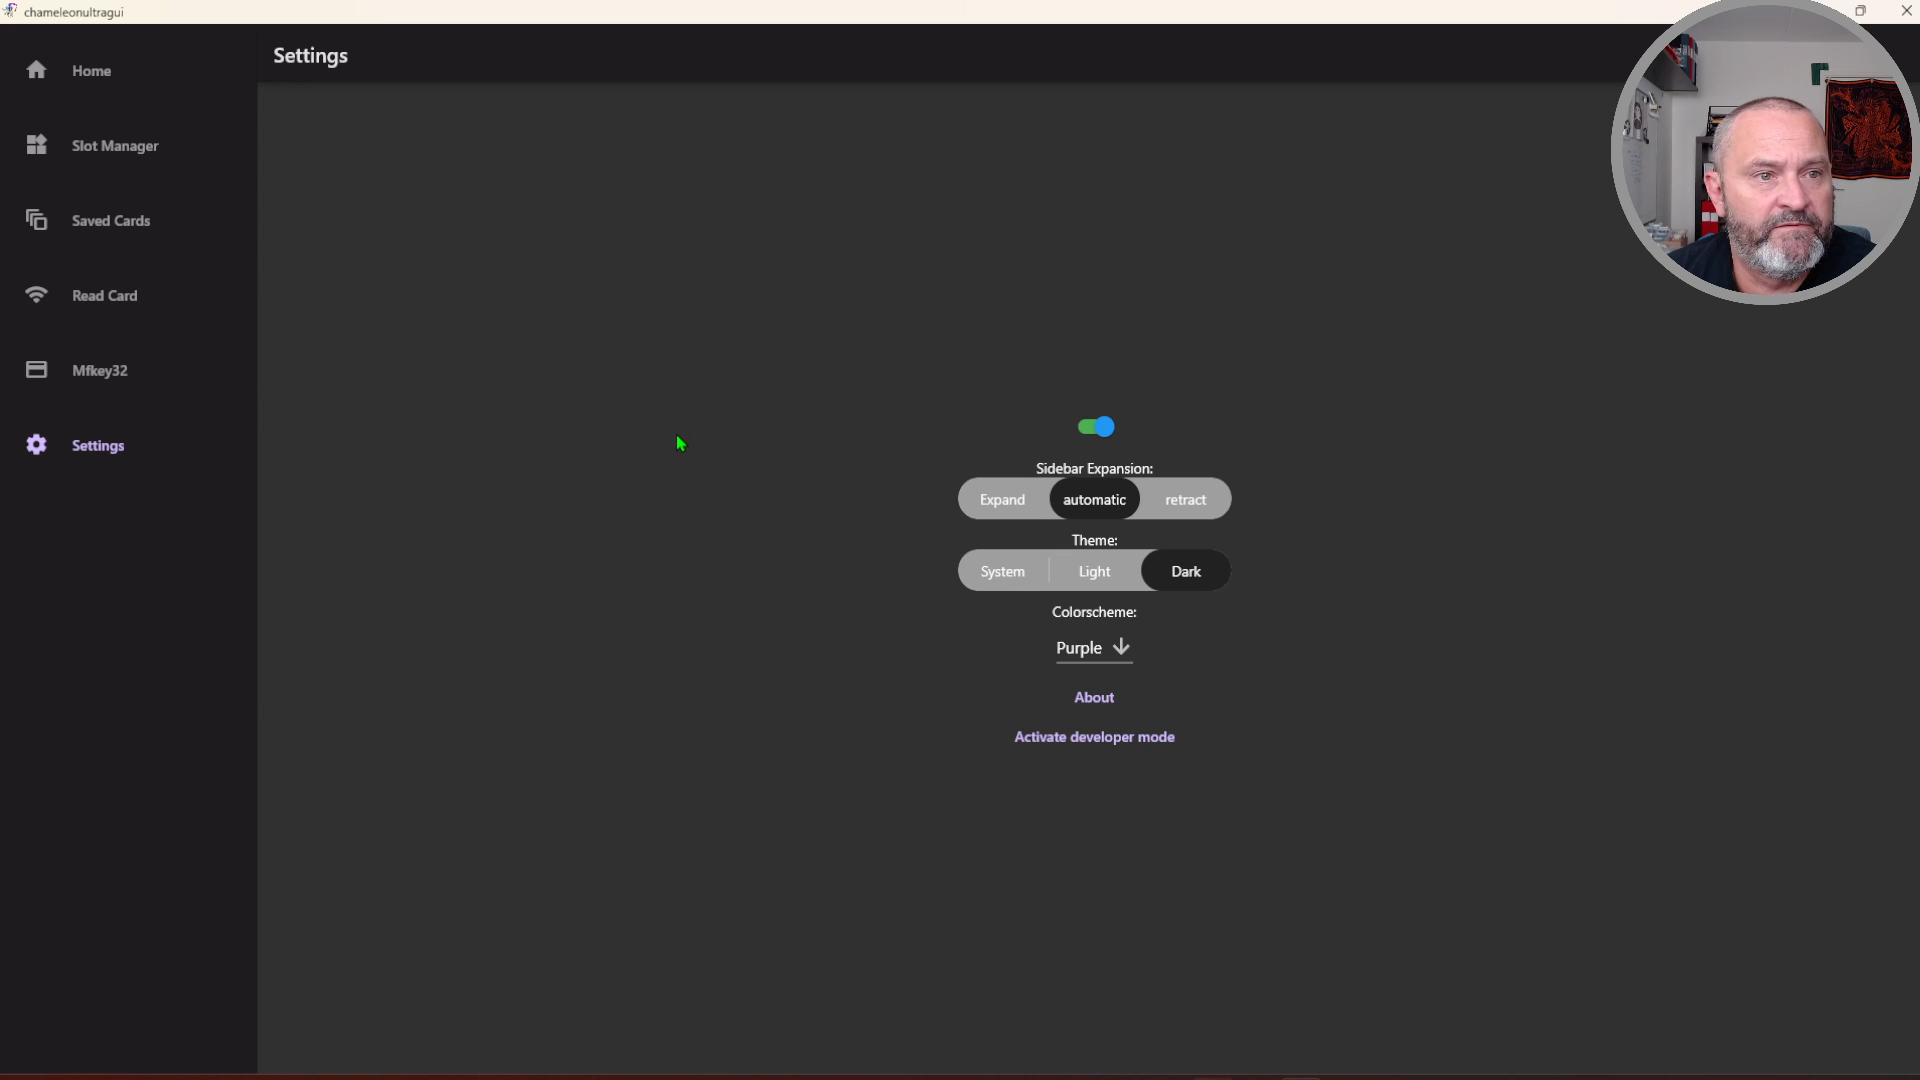 chameleonultragui
Settings
Home
Slot Manager
Saved Cards
Read Card
Mfkey32
Settings
Sidebar Expansion:
Expand automatic retract
Theme:
System Light Dark
Colorscheme:
Purple
About
Activate developer mode